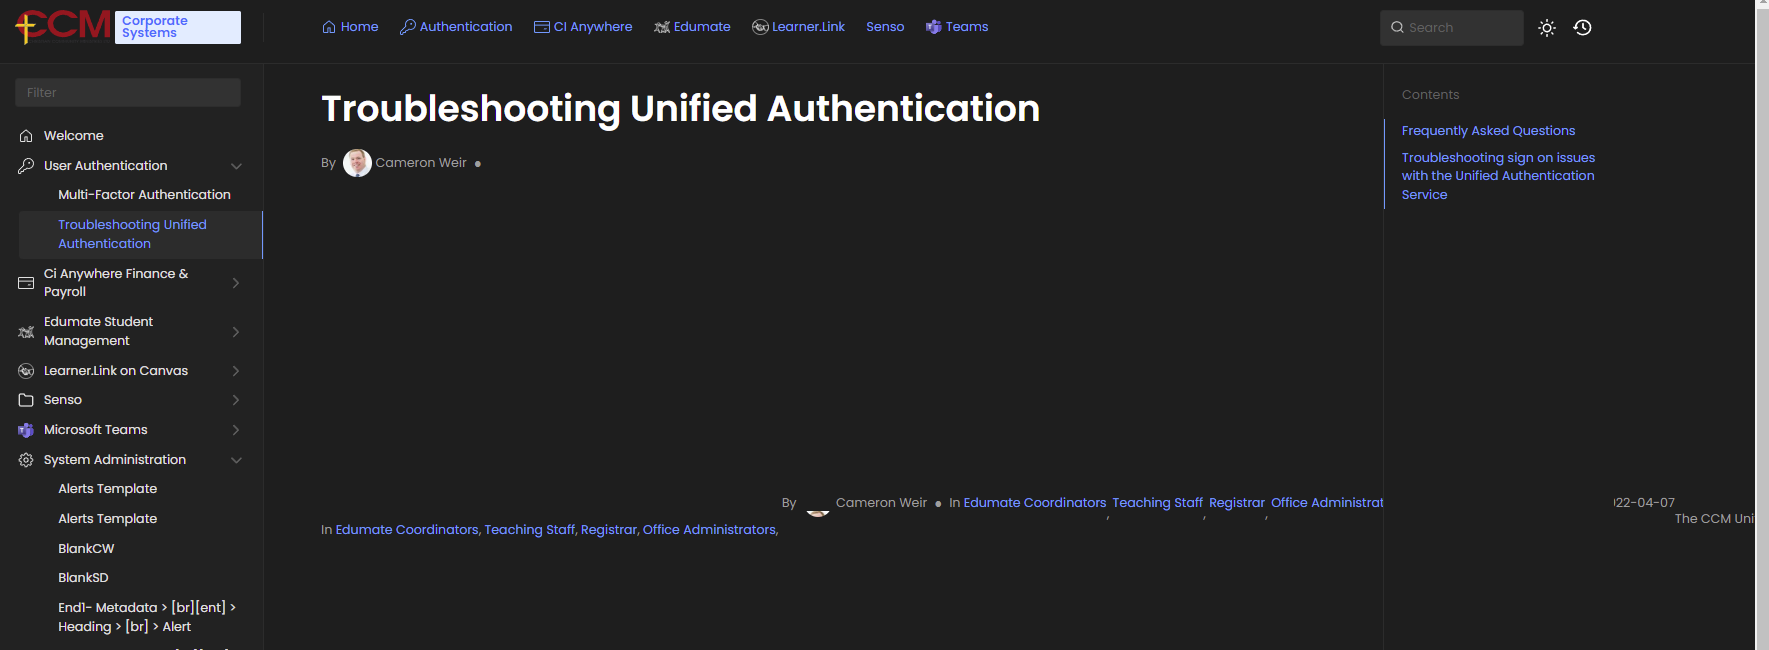 CCM Corporate
Systems
Home Authentication CI Anywhere Edumate Learner.Link Senso Teams
Search
Filter
Welcome
User Authentication
Multi-Factor Authentication
Troubleshooting Unified
Authentication
Ci Anywhere Finance &
Payroll
Edumate Student
Management
Learner.Link on Canvas
Senso
Microsoft Teams
System Administration
Alerts Template
Alerts Template
BlankCW
BlankSD
End1- Metadata > [br][ent] >
Heading > [br] > Alert
Troubleshooting Unified Authentication
By Cameron Weir ●
By Cameron Weir ● In Edumate Coordinators, Teaching Staff, Registrar, Office Administrat
In Edumate Coordinators, Teaching Staff, Registrar, Office Administrators,
22-04-07
The CCM Uni
Contents
Frequently Asked Questions
Troubleshooting sign on issues
with the Unified Authentication
Service